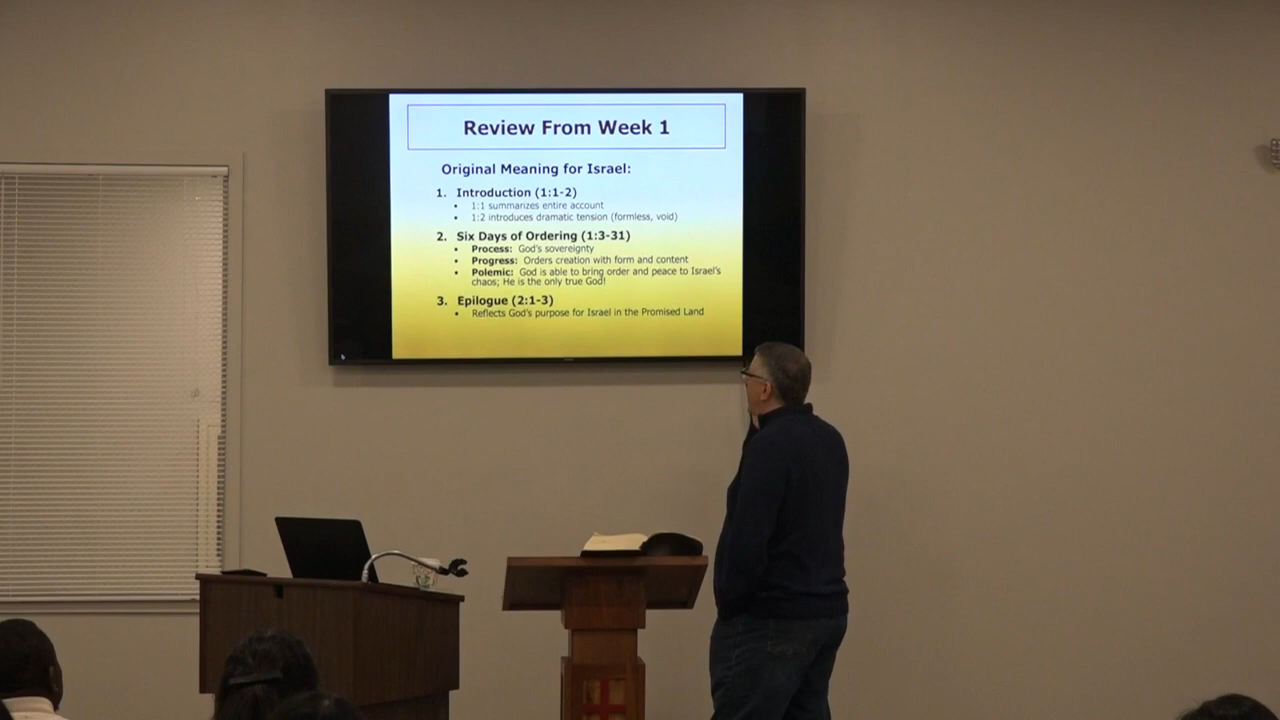 Review From Week 1
Original Meaning for Israel:
1. Introduction (1:1-2)
• 1:1 summarizes entire account
• 1:2 introduces dramatic tension (formless, void)
2. Six Days of Ordering (1:3-31)
• Process: God's sovereignty
• Progress: Orders creation with form and content
• Polemic: God is able to bring order and peace to Israel's
chaos; He is the only true God!
3. Epilogue (2:1-3)
• Reflects God's purpose for Israel in the Promised Land